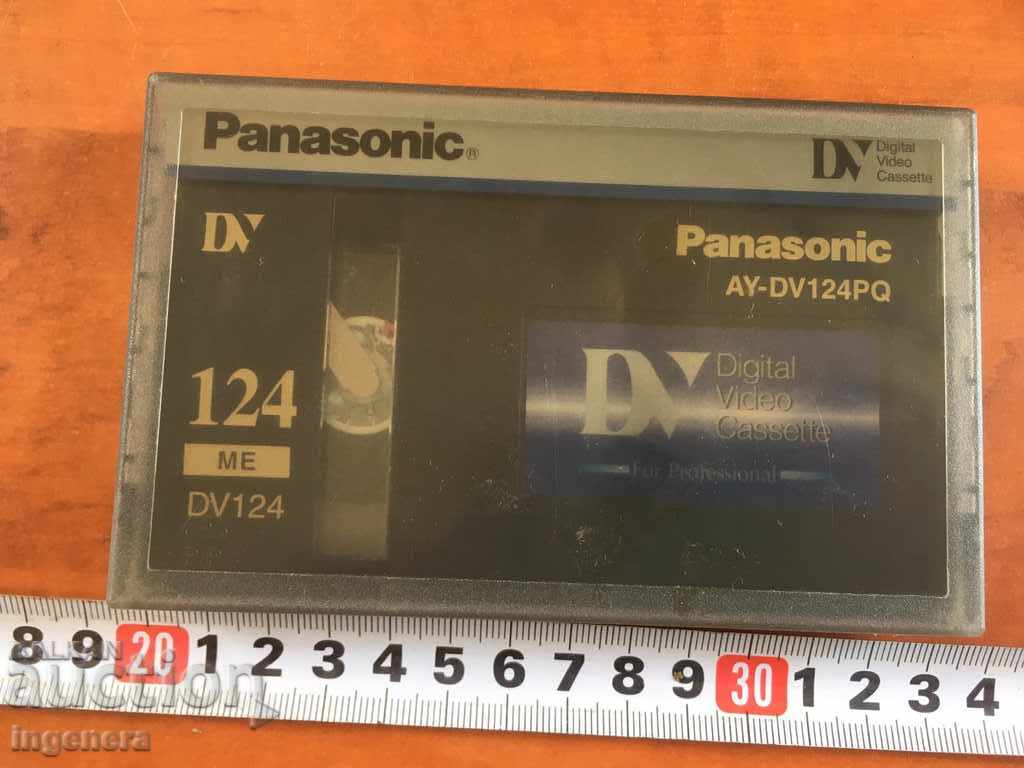 Panasonic®
DV Digital
Video
Cassette
DV
Panasonic
AY-DV124PQ
124
ME
DV124
DV Digital
Video
Cassette
For Professional
8 9 20 1 2 3 4 5 6 7 8 9 30 1 2 3 4
BALKAN
auction
ingenera